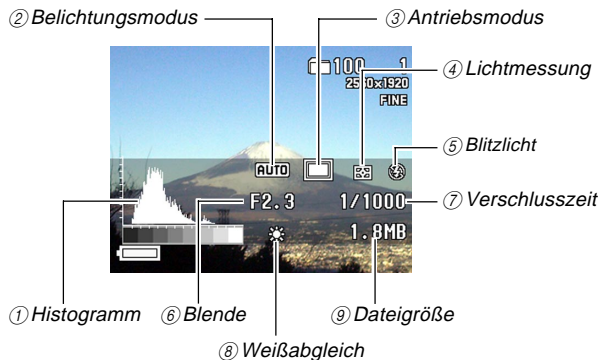 ② Belichtungsmodus
③ Antriebsmodus
100 1
④ Lichtmessung
2560x1920
FINE
⑤ Blitzlicht
AUTO
F2.3
1/1000
⑦ Verschlusszeit
1.8MB
① Histogramm
⑥ Blende
⑨ Dateigröße
⑧ Weißabgleich